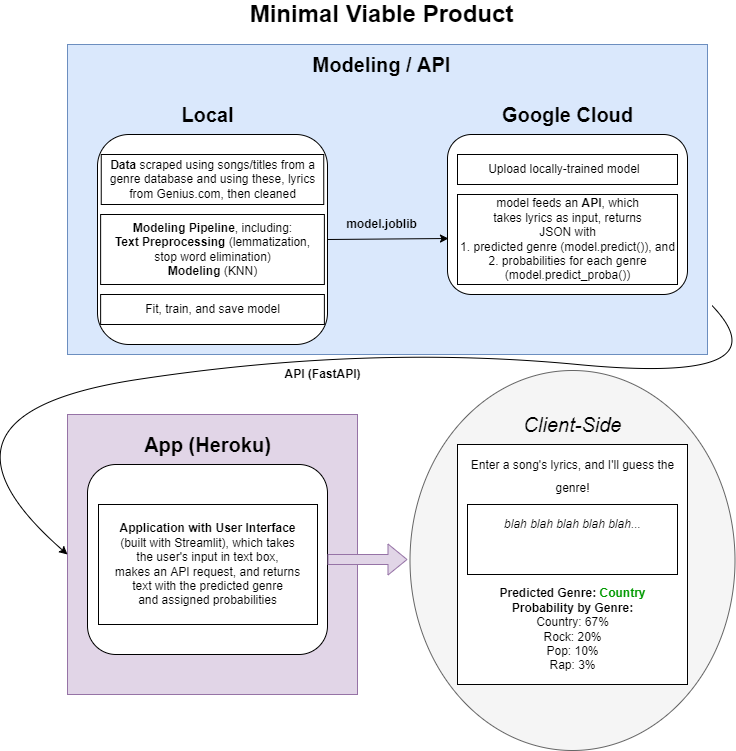 Minimal Viable Product
Modeling / API
Local
Data scraped using songs/titles from a
genre database and using these, lyrics
from Genius.com, then cleaned
Modeling Pipeline, including:
Text Preprocessing (lemmatization,
stop word elimination)
Modeling (KNN)
Fit, train, and save model
model.joblib
Google Cloud
Upload locally-trained model
model feeds an API, which
takes lyrics as input, returns
JSON with
1. predicted genre (model.predict()), and
2. probabilities for each genre
(model.predict_proba())
API (FastAPI)
App (Heroku)
Application with User Interface
(built with Streamlit), which takes
the user's input in text box,
makes an API request, and returns
text with the predicted genre
and assigned probabilities
Client-Side
Enter a song's lyrics, and I'll guess the
genre!
blah blah blah blah blah...
Predicted Genre: Country
Probability by Genre:
Country: 67%
Rock: 20%
Pop: 10%
Rap: 3%